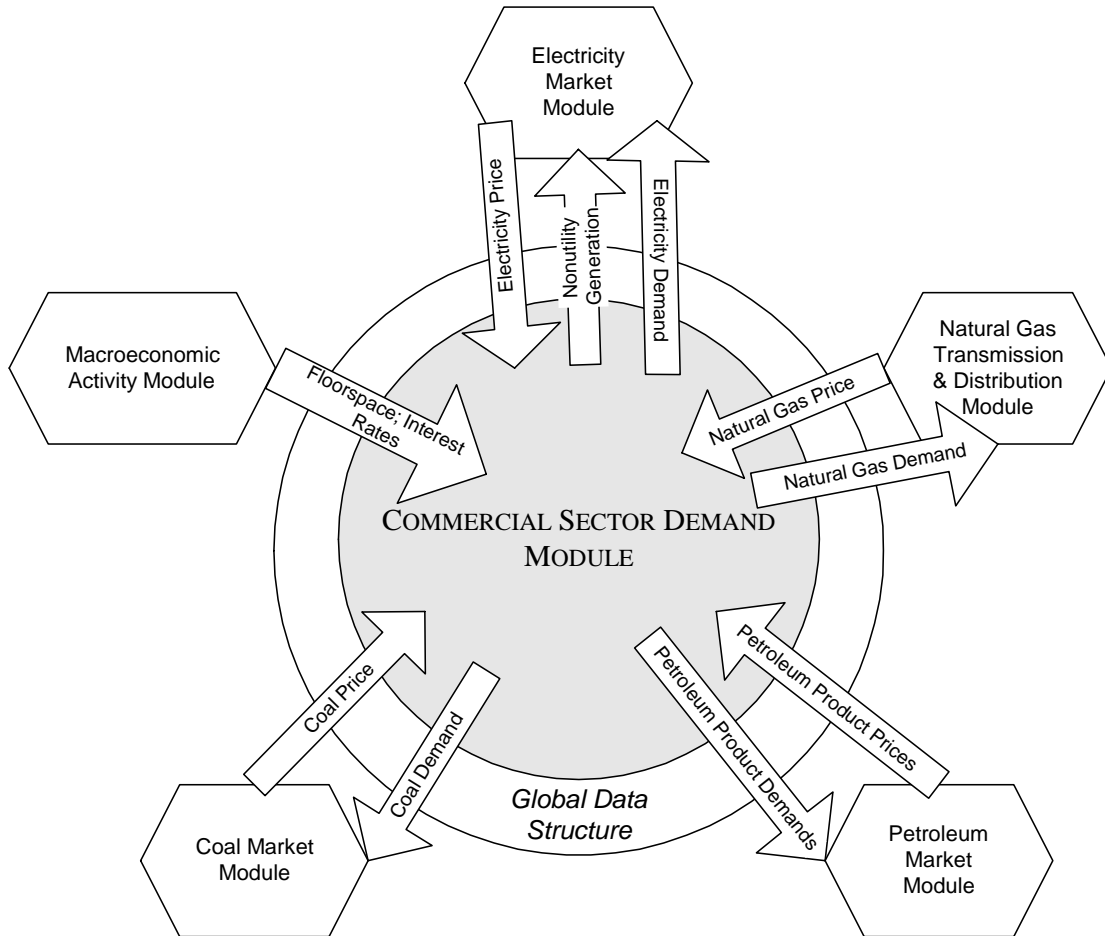 Electricity
Market
Module
Electricity Price
Nonutility
Generation
Electricity Demand
Macroeconomic
Activity Module
Floorspace; Interest
Rates
Natural Gas
Transmission
& Distribution
Module
Natural Gas Price
Natural Gas Demand
COMMERCIAL SECTOR DEMAND
MODULE
Coal Price
Coal Demand
Petroleum Product Demands
Petroleum Product Prices
Global Data
Structure
Coal Market
Module
Petroleum
Market
Module